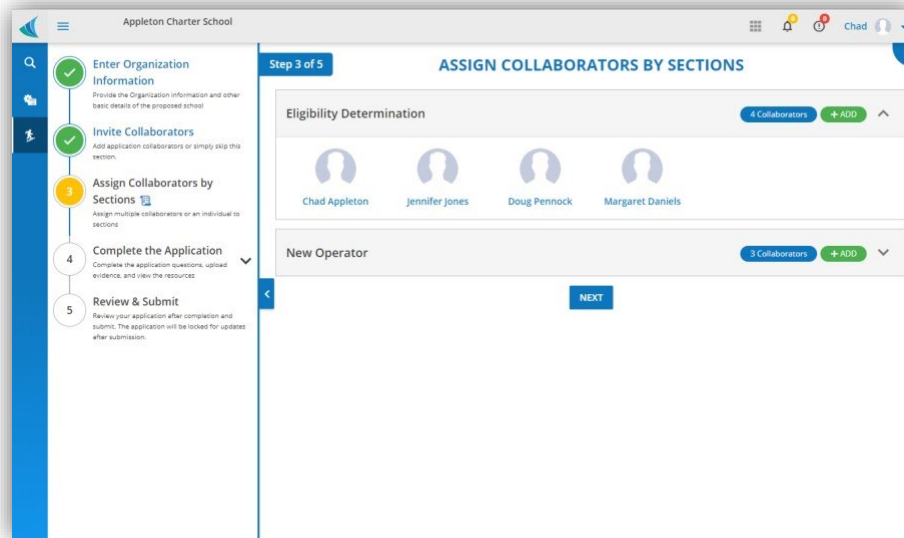 Appleton Charter School
0
0
Chad
Enter Organization
Information
Provide the Organization information and other
basic details of the proposed school
Invite Collaborators
Add application collaborators or simply skip this
section.
3
Assign Collaborators by
Sections
Assign multiple collaborators or an individual to
sections
4
Complete the Application
Complete the application questions, upload
evidence, and view the resources
5
Review & Submit
Review your application after completion and
submit. The application will be locked for updates
after submission.
Step 3 of 5
ASSIGN COLLABORATORS BY SECTIONS
Eligibility Determination
4 Collaborators
+ ADD
Chad Appleton
Jennifer Jones
Doug Pennock
Margaret Daniels
New Operator
3 Collaborators
+ ADD
NEXT